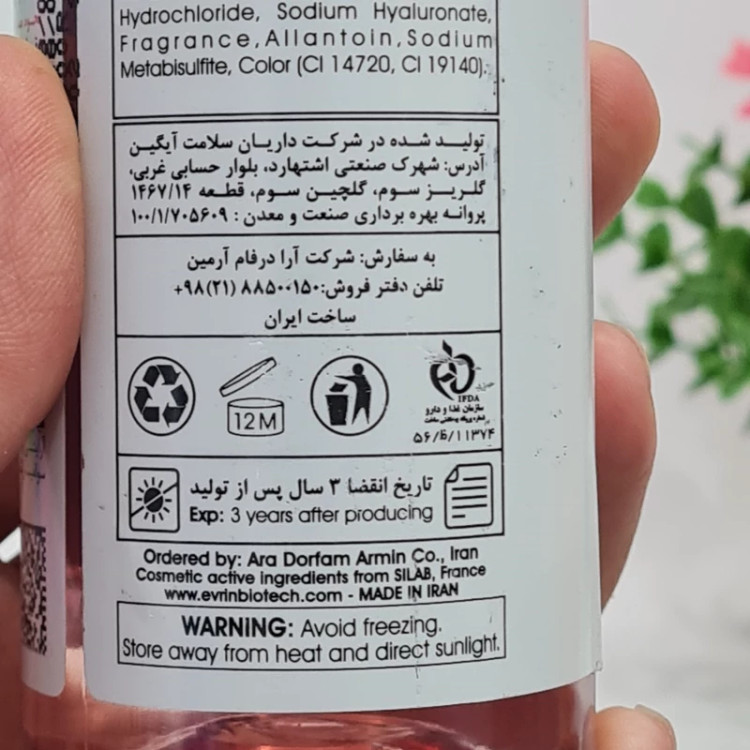 Hydrochloride, Sodium Hyaluronate,
Fragrance, Allantoin, Sodium
Metabisulfite, Color (CI 14720, CI 19140).
تولید شده در شرکت داریان سلامت آیگین
آدرس: شهرک صنعتی اشتهارد، بلوار حسابی غربی،
گلریز سوم، گلچین سوم، قطعه ۱۴۶۷/۱۴
پروانه بهره برداری صنعت و معدن : ۱۰۰/۱/۷۰۵۶۰۹
به سفارش: شرکت آرا درفام آرمین
تلفن دفتر فروش: ۸۸۵۰۰۱۵۰ (۲۱) ۹۸+
ساخت ایران
12M
IFDA
سازمان غذا و دارو
۵۶/ق/۱۱۳۷۴
تاریخ انقضا ۳ سال پس از تولید
Exp: 3 years after producing
Ordered by: Ara Dorfam Armin Co., Iran
Cosmetic active ingredients from SILAB, France
www.evrinbiotech.com - MADE IN IRAN
WARNING: Avoid freezing.
Store away from heat and direct sunlight.